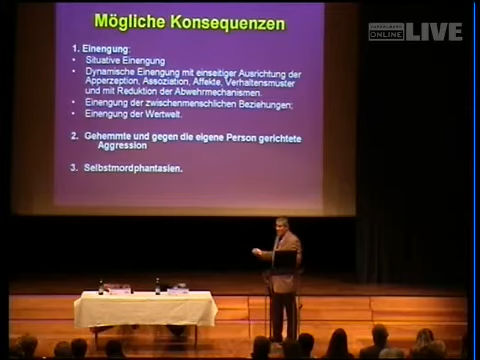 Mögliche Konsequenzen
1. Einengung:
• Situative Einengung
• Dynamische Einengung mit einseitiger Ausrichtung der
Apperzeption, Assoziation, Affekte, Verhaltensmuster
und mit Reduktion der Abwehrmechanismen.
• Einengung der zwischenmenschlichen Beziehungen;
• Einengung der Wertwelt.
2. Gehemmte und gegen die eigene Person gerichtete
Aggression
3. Selbstmordphantasien.
ONLINE LIVE